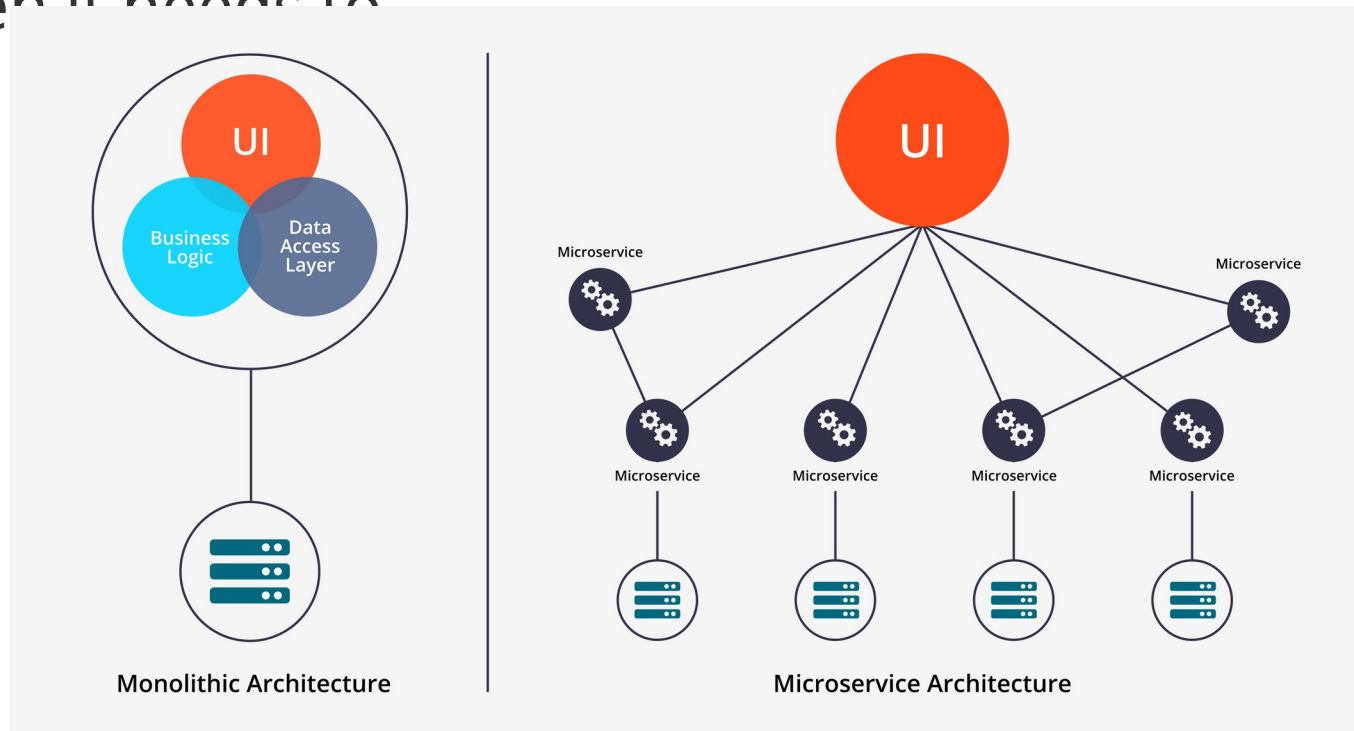 UI
Business
Logic
Data
Access
Layer
Monolithic Architecture
UI
Microservice
Microservice
Microservice
Microservice
Microservice
Microservice
Microservice Architecture